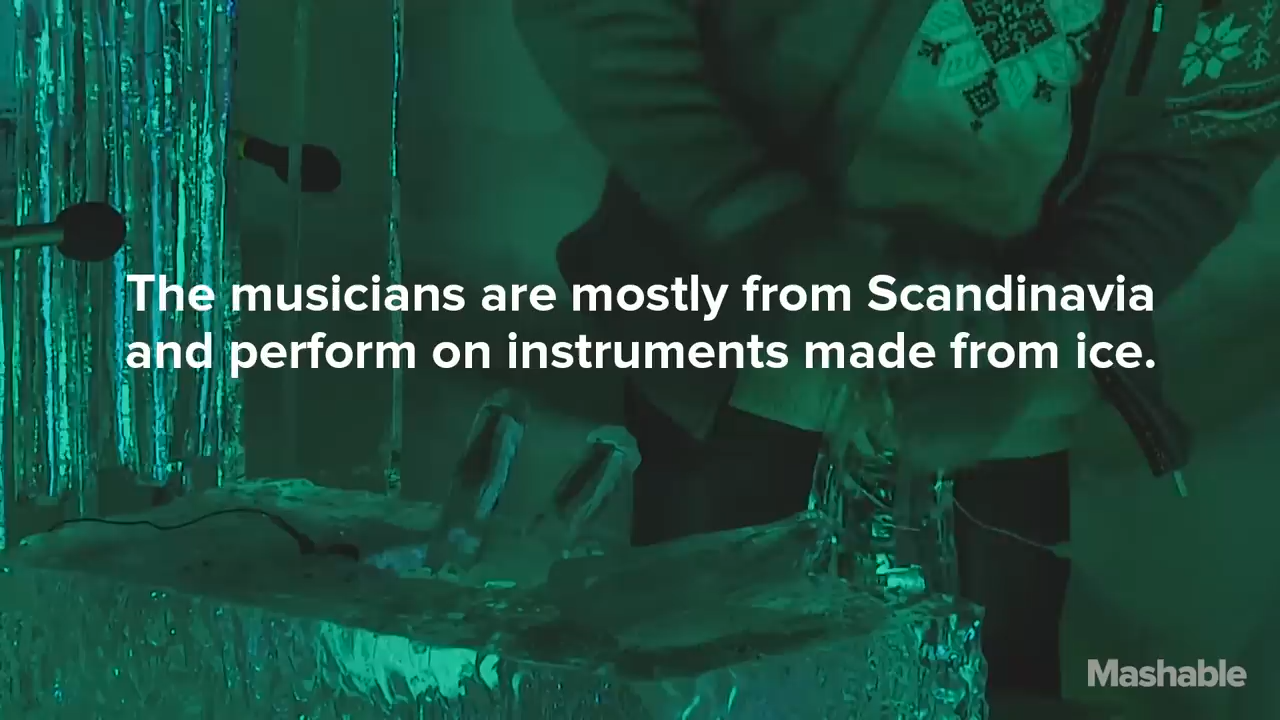 The musicians are mostly from Scandinavia
and perform on instruments made from ice.
Mashable